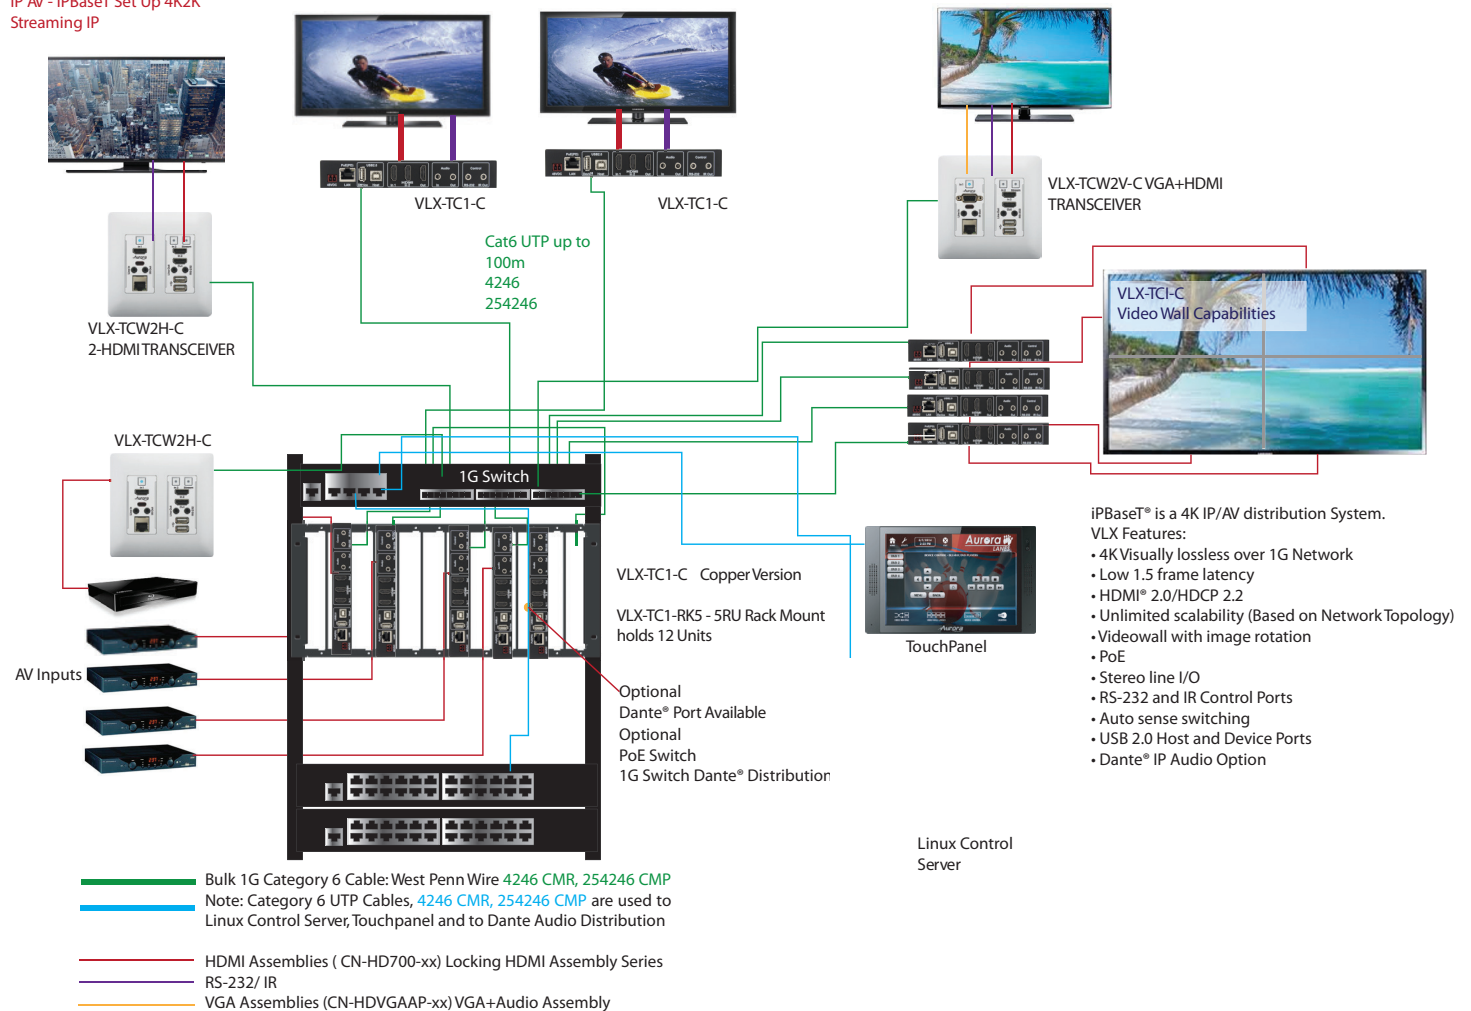 IP AV - IPBaseT Set Up 4K2K
Streaming IP
VLX-TC1-C
VLX-TC1-C
VLX-TCW2V-C VGA+HDMI
TRANSCEIVER
Cat6 UTP up to
100m
4246
254246
VLX-TCI-C
Video Wall Capabilities
VLX-TCW2H-C
2-HDMI TRANSCEIVER
VLX-TCW2H-C
1G Switch
AV Inputs
VLX-TC1-C Copper Version
VLX-TC1-RK5 - 5RU Rack Mount
holds 12 Units
Aurora
Aurora
TouchPanel
Optional
Dante® Port Available
Optional
PoE Switch
1G Switch Dante® Distribution
iPBaseT® is a 4K IP/AV distribution System.
VLX Features:
• 4K Visually lossless over 1G Network
• Low 1.5 frame latency
• HDMI® 2.0/HDCP 2.2
• Unlimited scalability (Based on Network Topology)
• Videowall with image rotation
• PoE
• Stereo line I/O
• RS-232 and IR Control Ports
• Auto sense switching
• USB 2.0 Host and Device Ports
• Dante® IP Audio Option
Linux Control
Server
Bulk 1G Category 6 Cable: West Penn Wire 4246 CMR, 254246 CMP
Note: Category 6 UTP Cables, 4246 CMR, 254246 CMP are used to
Linux Control Server, Touchpanel and to Dante Audio Distribution
HDMI Assemblies ( CN-HD700-xx) Locking HDMI Assembly Series
RS-232/ IR
VGA Assemblies (CN-HDVGAAP-xx) VGA+Audio Assembly